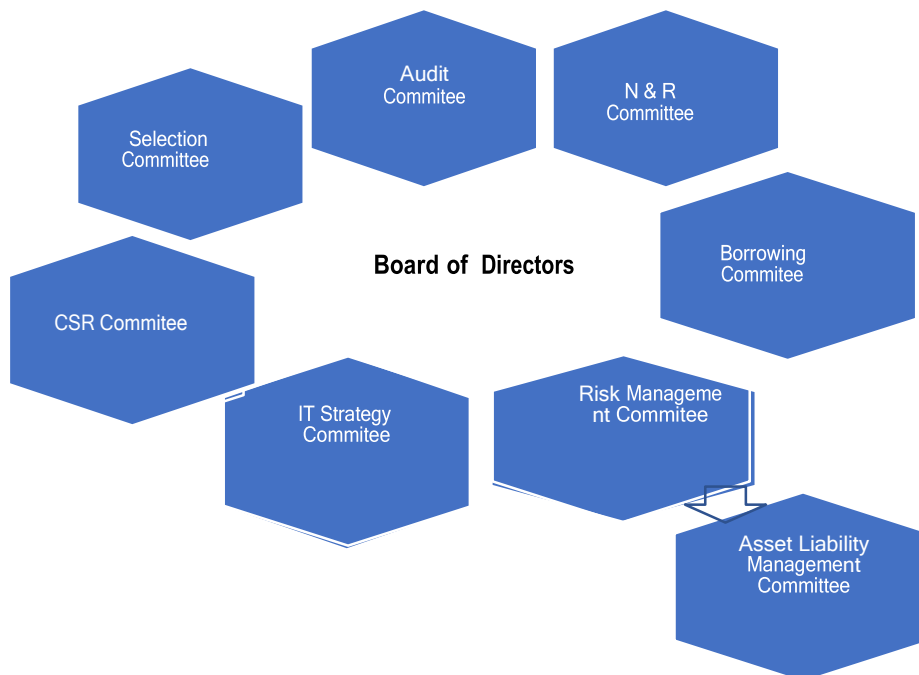 Audit
Commitee
N & R
Committee
Selection
Committee
Board of Directors
Borrowing
Commitee
CSR Commitee
IT Strategy
Commitee
Risk Manageme
nt Commitee
Asset Liability
Management
Committee